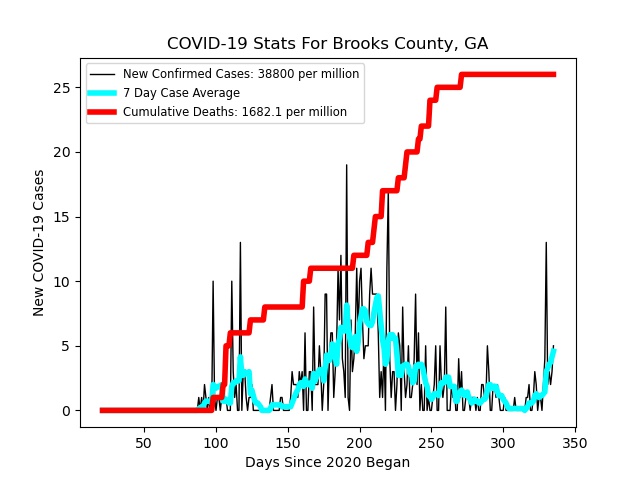 COVID-19 Stats For Brooks County, GA
New Confirmed Cases: 38800 per million
7 Day Case Average
Cumulative Deaths: 1682.1 per million
New COVID-19 Cases
25
20
15
10
5
0
50
100
150
200
250
300
350
Days Since 2020 Began